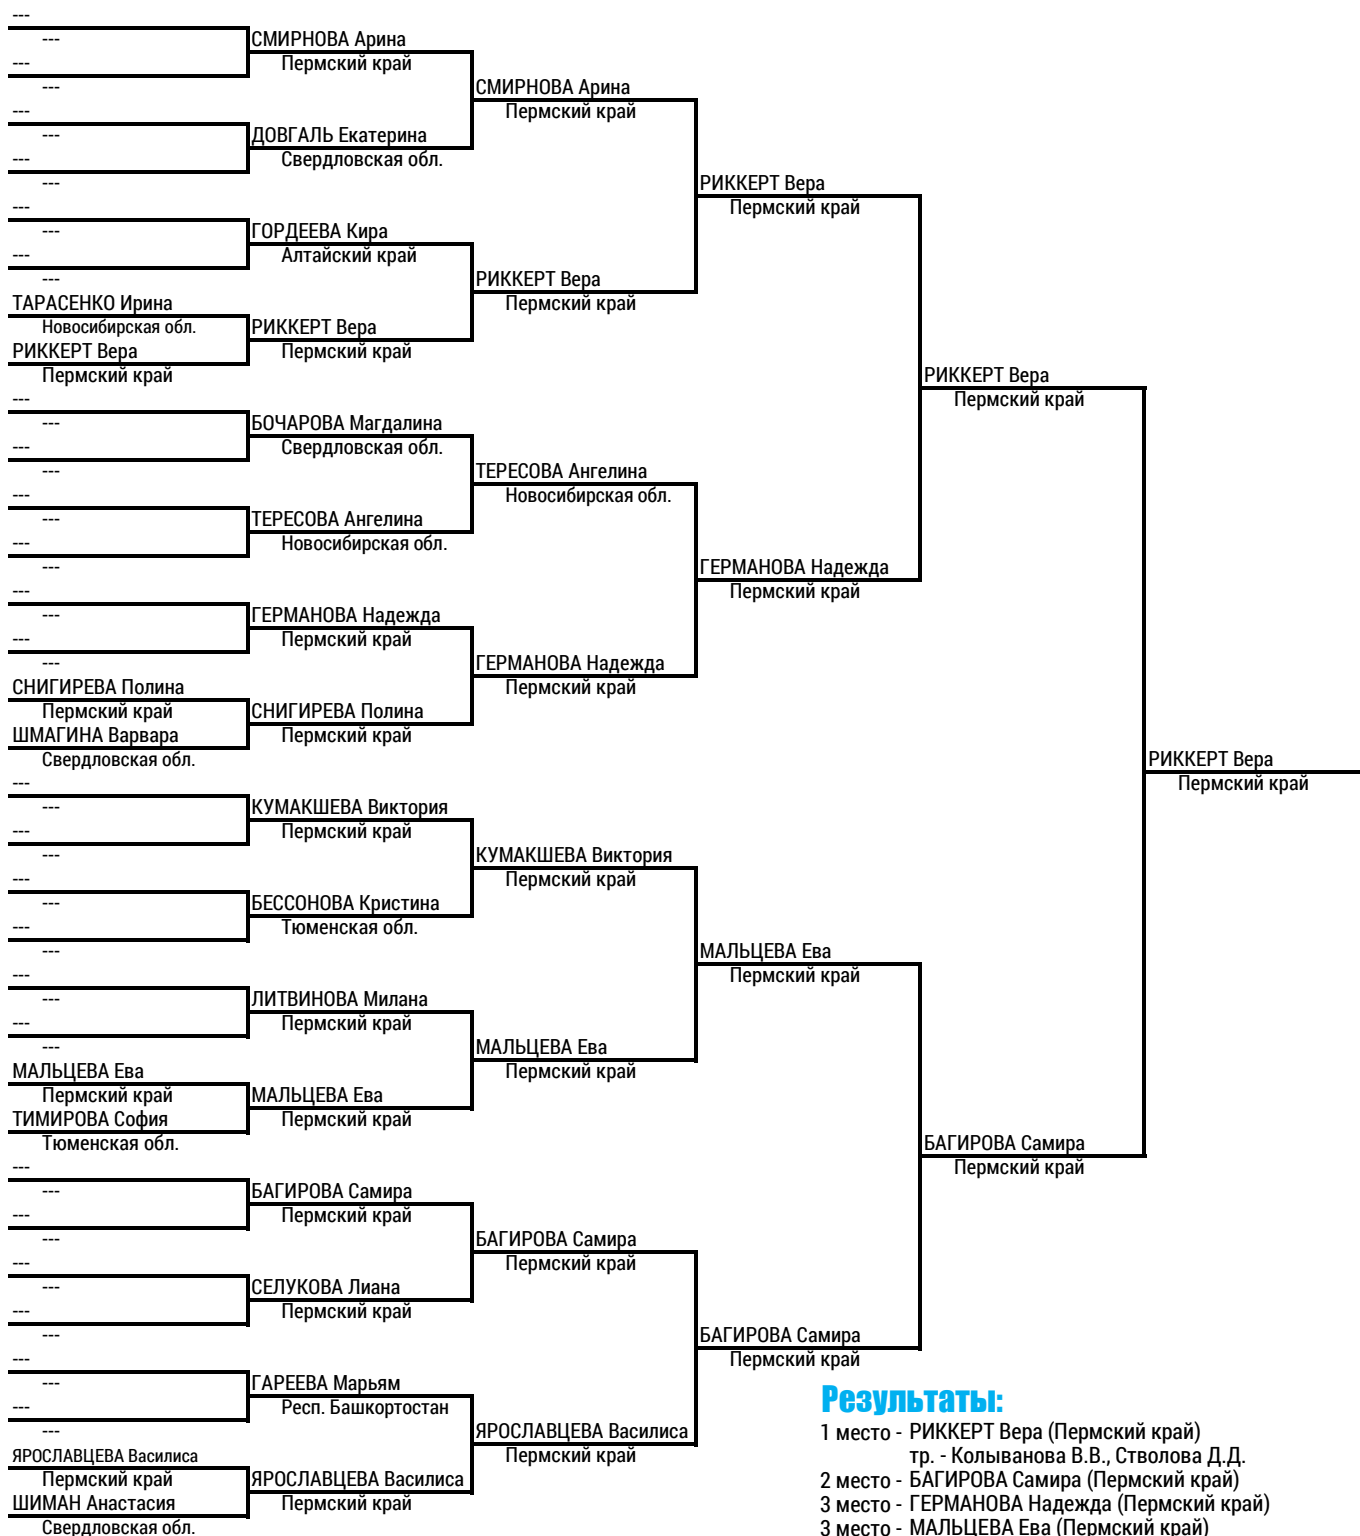 ---
---
---
---
СМИРНОВА Арина
Пермский край
---
---
---
---
ДОВГАЛЬ Екатерина
Свердловская обл.
СМИРНОВА Арина
Пермский край
---
---
---
---
ГОРДЕЕВА Кира
Алтайский край
ТАРАСЕНКО Ирина
Новосибирская обл.
РИККЕРТ Вера
Пермский край
РИККЕРТ Вера
Пермский край
РИККЕРТ Вера
Пермский край
РИККЕРТ Вера
Пермский край
---
---
---
---
БОЧАРОВА Магдалина
Свердловская обл.
---
---
---
---
ТЕРЕСОВА Ангелина
Новосибирская обл.
ТЕРЕСОВА Ангелина
Новосибирская обл.
---
---
---
---
ГЕРМАНОВА Надежда
Пермский край
СНИГИРЕВА Полина
Пермский край
ШМАГИНА Варвара
Свердловская обл.
СНИГИРЕВА Полина
Пермский край
ГЕРМАНОВА Надежда
Пермский край
ГЕРМАНОВА Надежда
Пермский край
РИККЕРТ Вера
Пермский край
---
---
---
---
КУМАКШЕВА Виктория
Пермский край
---
---
---
---
БЕССОНОВА Кристина
Тюменская обл.
КУМАКШЕВА Виктория
Пермский край
---
---
---
---
ЛИТВИНОВА Милана
Пермский край
МАЛЬЦЕВА Ева
Пермский край
ТИМИРОВА София
Тюменская обл.
МАЛЬЦЕВА Ева
Пермский край
МАЛЬЦЕВА Ева
Пермский край
МАЛЬЦЕВА Ева
Пермский край
---
---
---
---
БАГИРОВА Самира
Пермский край
---
---
---
---
СЕЛУКОВА Лиана
Пермский край
БАГИРОВА Самира
Пермский край
---
---
---
---
ГАРЕЕВА Марьям
Респ. Башкортостан
ЯРОСЛАВЦЕВА Василиса
Пермский край
ШИМАН Анастасия
Свердловская обл.
ЯРОСЛАВЦЕВА Василиса
Пермский край
ЯРОСЛАВЦЕВА Василиса
Пермский край
БАГИРОВА Самира
Пермский край
БАГИРОВА Самира
Пермский край
РИККЕРТ Вера
Пермский край
Результаты:
1 место - РИККЕРТ Вера (Пермский край)
тр. - Колыванова В.В., Стволова Д.Д.
2 место - БАГИРОВА Самира (Пермский край)
3 место - ГЕРМАНОВА Надежда (Пермский край)
3 место - МАЛЬЦЕВА Ева (Пермский край)